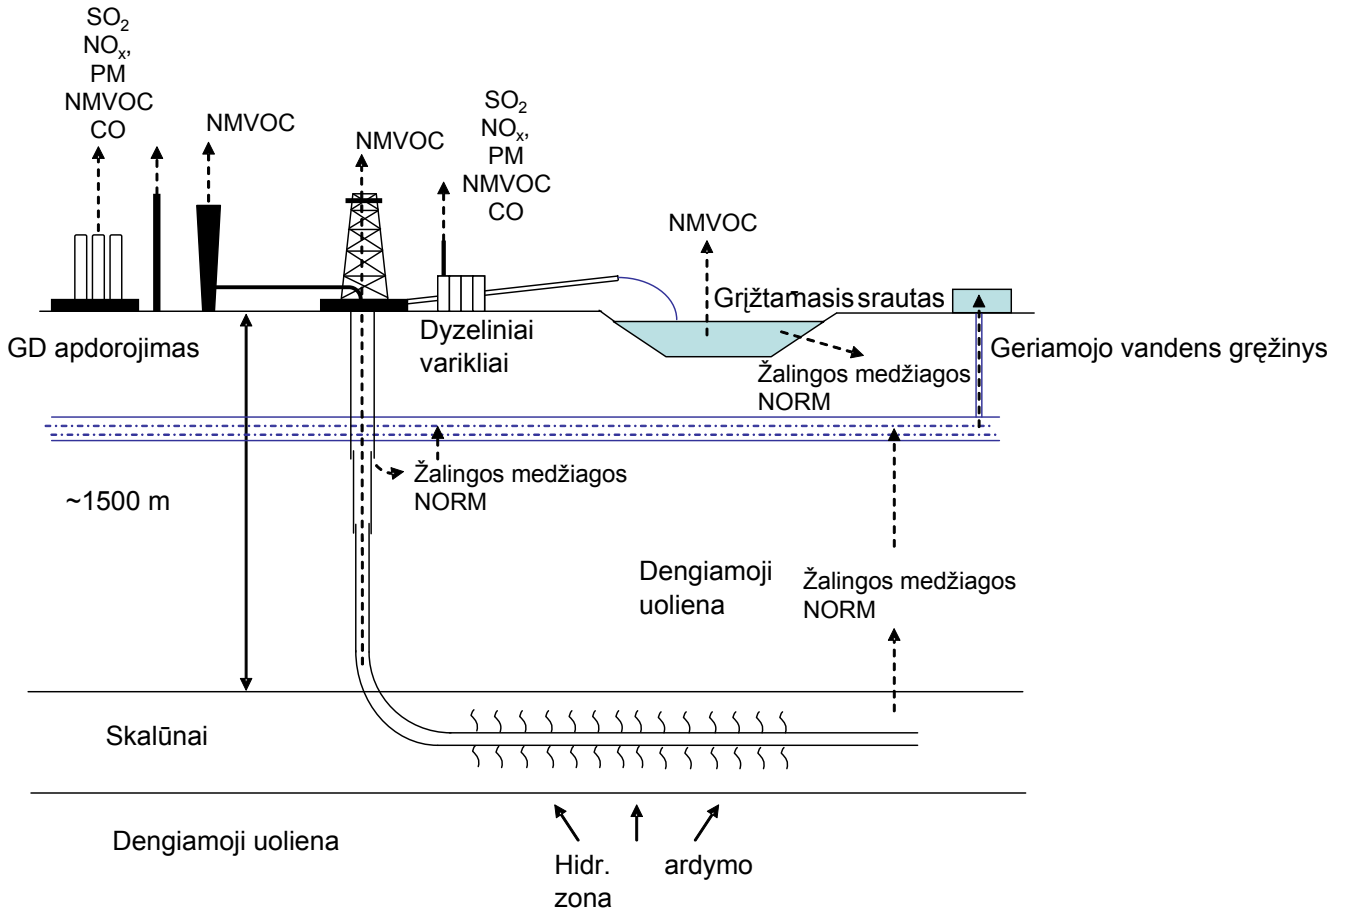 SO2
NOx,
PM
NMVOC
CO
NMVOC
NMVOC
SO2
NOx,
PM
NMVOC
CO
NMVOC
Grįžtamasis srautas
GD apdorojimas
Dyzeliniai
varikliai
Geriamojo vandens gręžinys
Žalingos medžiagos
NORM
Žalingos medžiagos
NORM
~1500 m
Dengiamoji
uoliena
Žalingos medžiagos
NORM
Skalūnai
Dengiamoji uoliena
Hidr. ardymo
zona